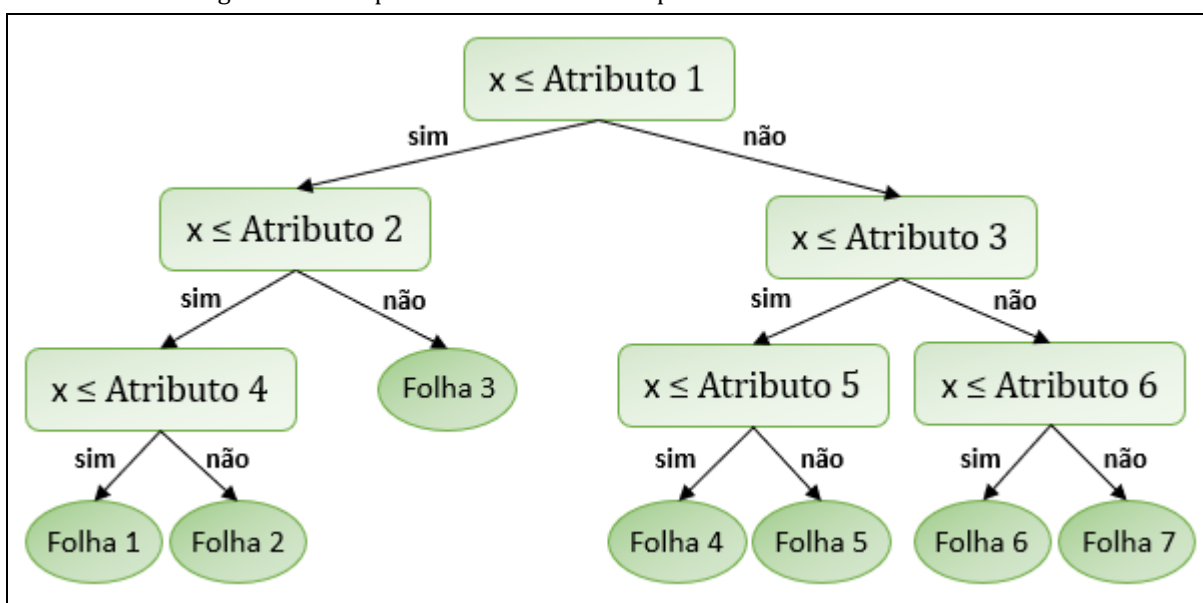 x ≤ Atributo 1
sim
não
x ≤ Atributo 2
x ≤ Atributo 3
sim
não
sim
não
x ≤ Atributo 4
Folha 3
x ≤ Atributo 5
x ≤ Atributo 6
sim
não
sim
não
sim
não
Folha 1
Folha 2
Folha 4
Folha 5
Folha 6
Folha 7